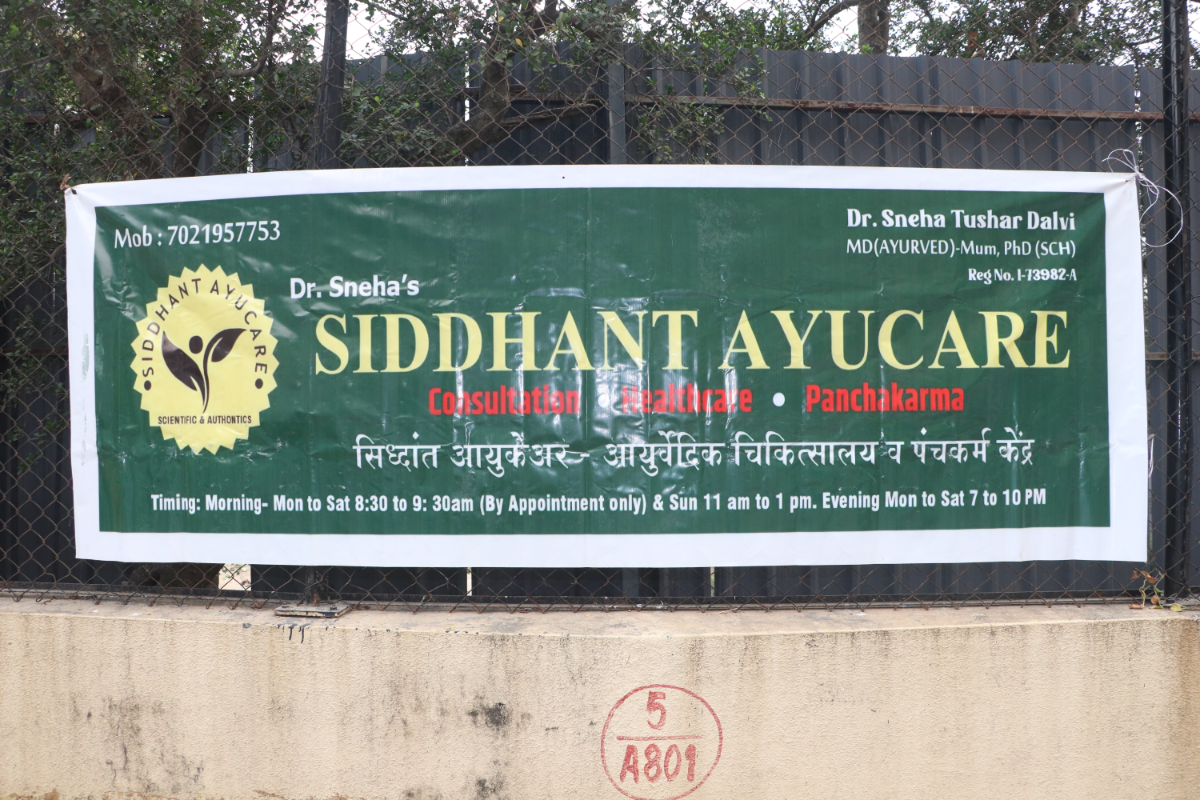 Mob : 7021957753
Dr. Sneha Tushar Dalvi
MD(AYURVED)-Mum, PhD (SCH)
Reg No. I-73982-A
Dr. Sneha's
SIDDHANT AYUCARE
SIDDHANT AYUCARE
SCIENTIFIC & AUTHONTICS
Consultation • Healthcare • Panchakarma
सिध्दांत आयुकेॅअर - आयुर्वेदिक चिकित्सालय व पंचकर्म केंद्र
Timing: Morning- Mon to Sat 8:30 to 9: 30am (By Appointment only) & Sun 11 am to 1 pm. Evening Mon to Sat 7 to 10 PM
5
A801